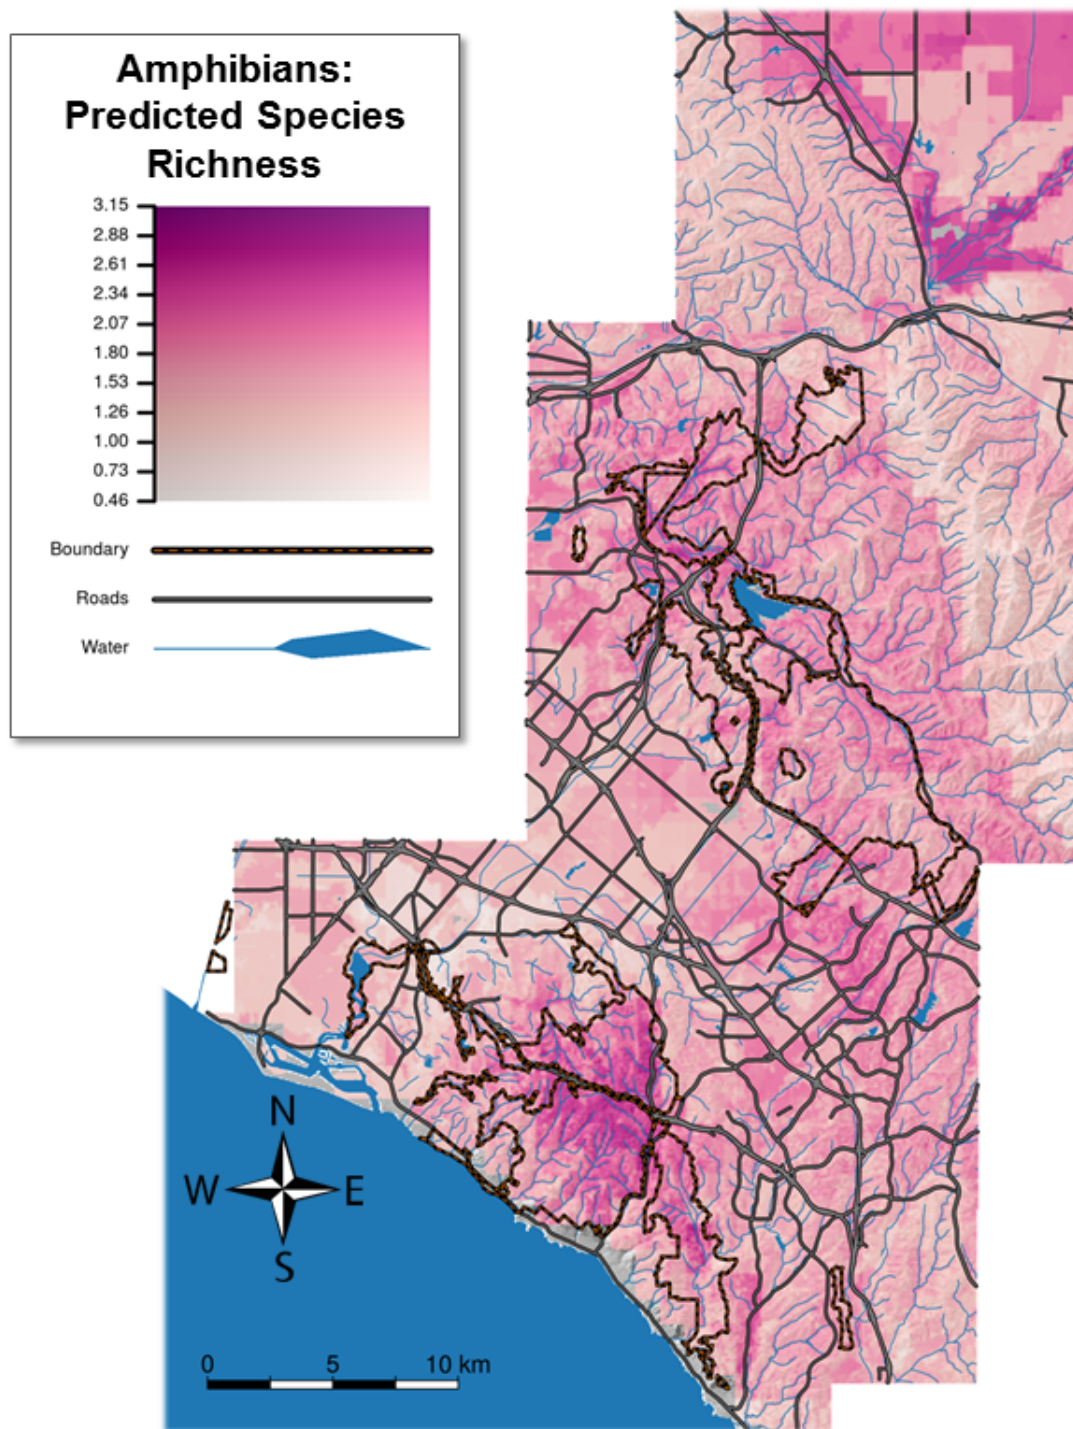 Amphibians:
Predicted Species
Richness
3.15
2.88
2.61
2.34
2.07
1.80
1.53
1.26
1.00
0.73
0.46
Boundary
Roads
Water
N
W E
S
0 5 10 km